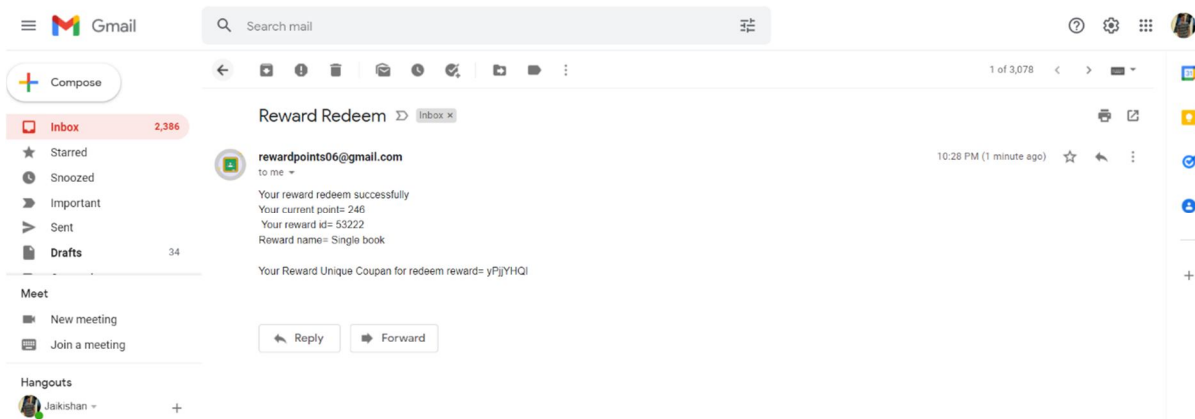 Gmail
Search mail
Compose
1 of 3,078
Inbox 2,386
Starred
Snoozed
Important
Sent
Drafts 34
Meet
New meeting
Join a meeting
Hangouts
Jaikishan
Reward Redeem Inbox ×
rewardpoints06@gmail.com 10:28 PM (1 minute ago)
to me
Your reward redeem successfully
Your current point= 246
Your reward id= 53222
Reward name= Single book
Your Reward Unique Coupan for redeem reward= yPjjYHQI
Reply Forward